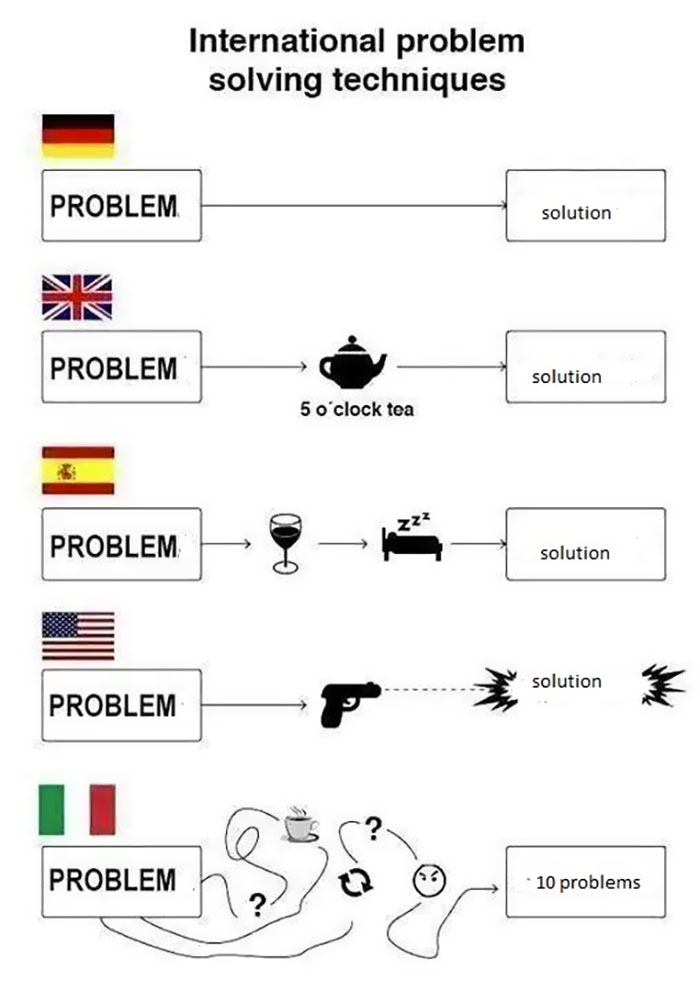 International problem
solving techniques
PROBLEM
solution
PROBLEM
5 o´clock tea
solution
PROBLEM
zzz
solution
PROBLEM
solution
?
?
PROBLEM
10 problems